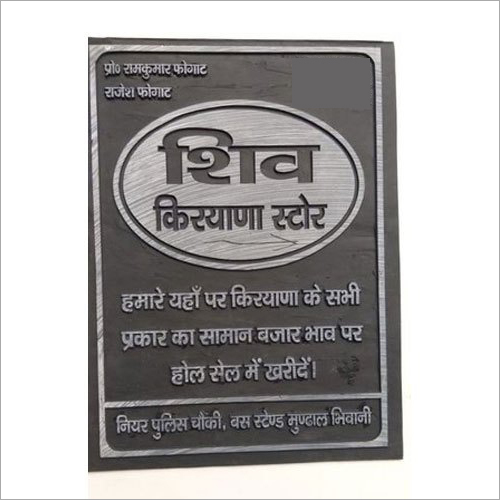 प्रो० रामकुमार फोगाट
राजेश फोगाट
शिव
किरयाणा स्टोर
हमारे यहाँ पर किरयाणा के सभी
प्रकार का सामान बजार भाव पर
होल सेल में खरीदें।
नियर पुलिस चौंकी, बस स्टेण्ड मुण्ढाल भिवानी